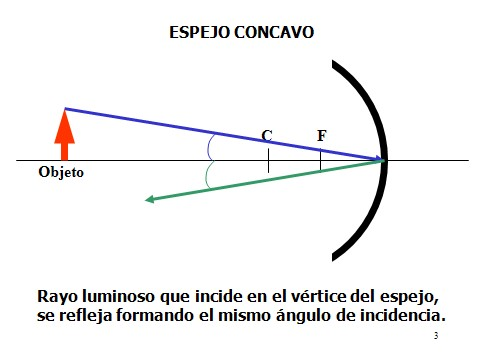 ESPEJO CONCAVO
C F
Objeto
Rayo luminoso que incide en el vértice del espejo,
se refleja formando el mismo ángulo de incidencia.
3